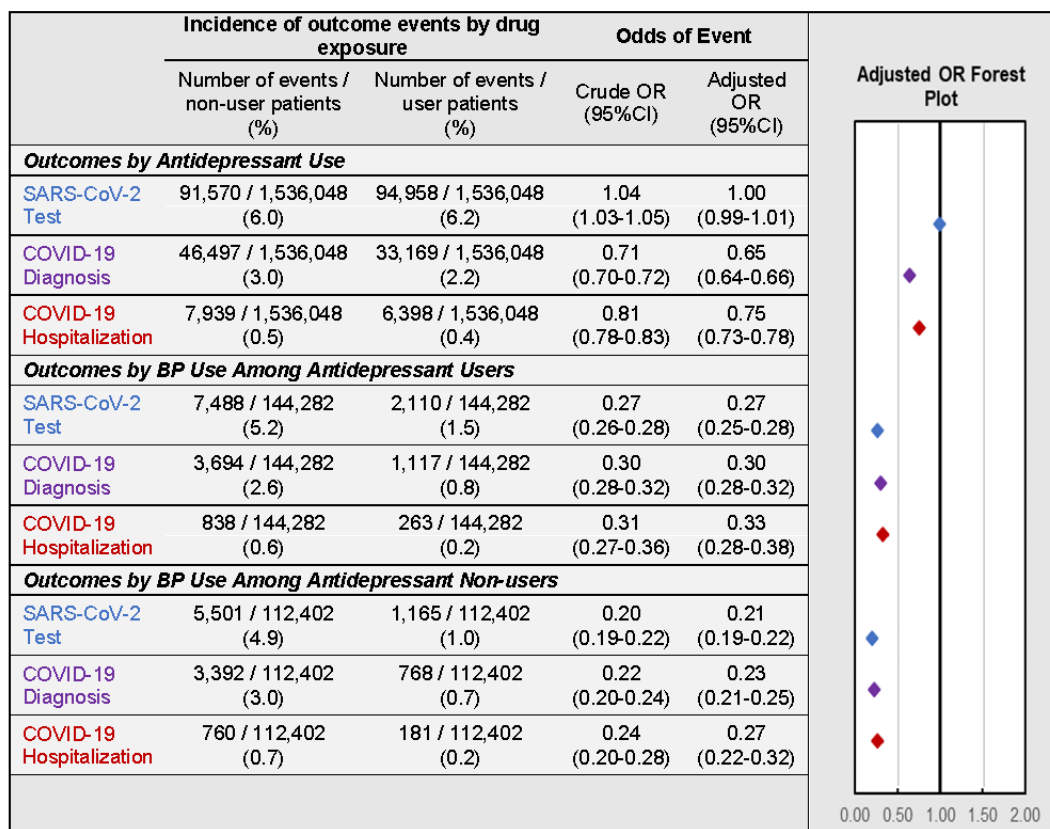 Incidence of outcome events by drug
exposure
Odds of Event
Number of events /
non-user patients
(%)
Number of events /
user patients
(%)
Crude OR
(95%CI)
Adjusted
OR
(95%CI)
Adjusted OR Forest
Plot
Outcomes by Antidepressant Use
SARS-CoV-2
Test
91,570 / 1,536,048
(6.0)
94,958 / 1,536,048
(6.2)
1.04
(1.03-1.05)
1.00
(0.99-1.01)
COVID-19
Diagnosis
46,497 / 1,536,048
(3.0)
33,169 / 1,536,048
(2.2)
0.71
(0.70-0.72)
0.65
(0.64-0.66)
COVID-19
Hospitalization
7,939 / 1,536,048
(0.5)
6,398 / 1,536,048
(0.4)
0.81
(0.78-0.83)
0.75
(0.73-0.78)
Outcomes by BP Use Among Antidepressant Users
SARS-CoV-2
Test
7,488 / 144,282
(5.2)
2,110 / 144,282
(1.5)
0.27
(0.26-0.28)
0.27
(0.25-0.28)
COVID-19
Diagnosis
3,694 / 144,282
(2.6)
1,117 / 144,282
(0.8)
0.30
(0.28-0.32)
0.30
(0.28-0.32)
COVID-19
Hospitalization
838 / 144,282
(0.6)
263 / 144,282
(0.2)
0.31
(0.27-0.36)
0.33
(0.28-0.38)
Outcomes by BP Use Among Antidepressant Non-users
SARS-CoV-2
Test
5,501 / 112,402
(4.9)
1,165 / 112,402
(1.0)
0.20
(0.19-0.22)
0.21
(0.19-0.22)
COVID-19
Diagnosis
3,392 / 112,402
(3.0)
768 / 112,402
(0.7)
0.22
(0.20-0.24)
0.23
(0.21-0.25)
COVID-19
Hospitalization
760 / 112,402
(0.7)
181 / 112,402
(0.2)
0.24
(0.20-0.28)
0.27
(0.22-0.32)
0.00 0.50 1.00 1.50 2.00